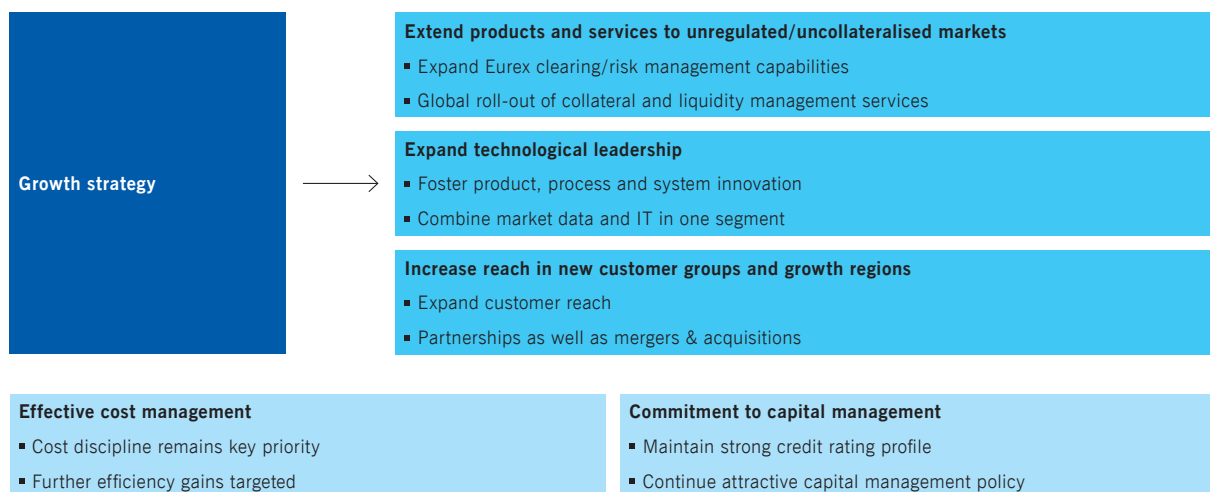 Growth strategy
Extend products and services to unregulated/uncollateralised markets
▪ Expand Eurex clearing/risk management capabilities
▪ Global roll-out of collateral and liquidity management services
Expand technological leadership
▪ Foster product, process and system innovation
▪ Combine market data and IT in one segment
Increase reach in new customer groups and growth regions
▪ Expand customer reach
▪ Partnerships as well as mergers & acquisitions
Effective cost management
▪ Cost discipline remains key priority
▪ Further efficiency gains targeted
Commitment to capital management
▪ Maintain strong credit rating profile
▪ Continue attractive capital management policy